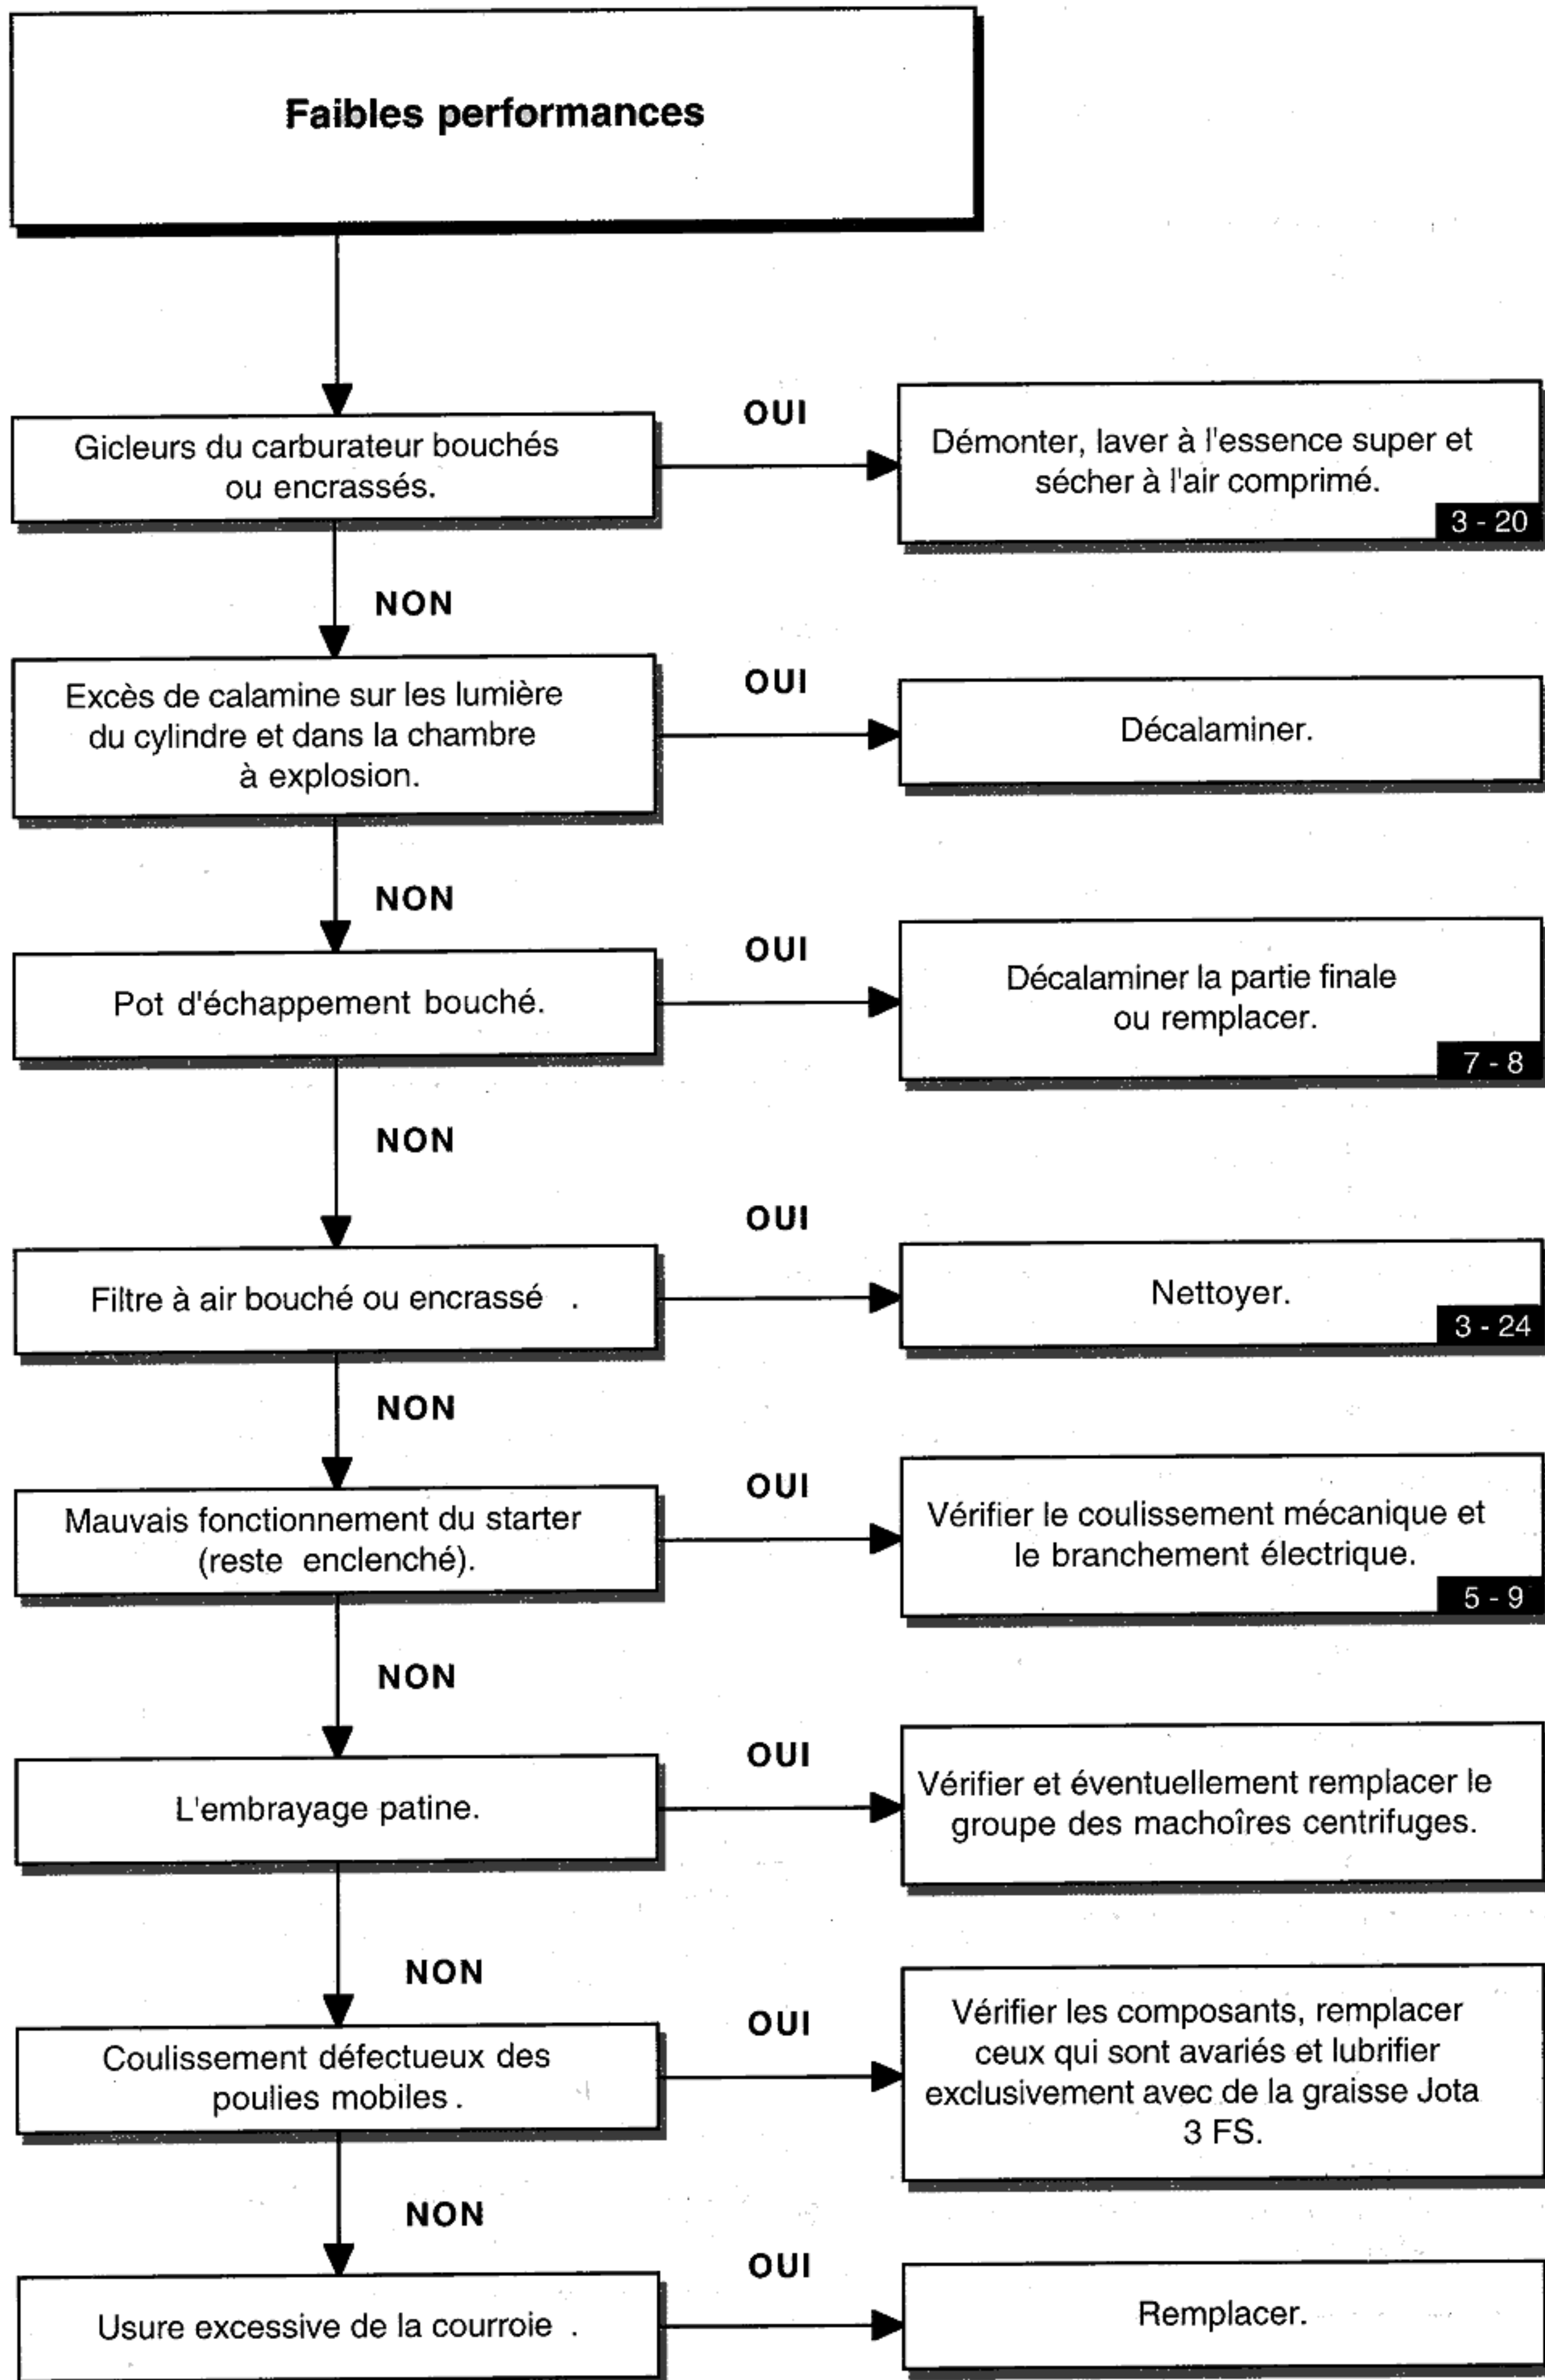 Faibles performances
Gicleurs du carburateur bouchés
ou encrassés.
OUI
Démonter, laver à l'essence super et
sécher à l'air comprimé.
3 - 20
NON
Excès de calamine sur les lumière
du cylindre et dans la chambre
à explosion.
OUI
Décalaminer.
NON
Pot d'échappement bouché.
OUI
Décalaminer la partie finale
ou remplacer.
7 - 8
NON
Filtre à air bouché ou encrassé .
OUI
Nettoyer.
3 - 24
NON
Mauvais fonctionnement du starter
(reste enclenché).
OUI
Vérifier le coulissement mécanique et
le branchement électrique.
5 - 9
NON
L'embrayage patine.
OUI
Vérifier et éventuellement remplacer le
groupe des machoîres centrifuges.
NON
Coulissement défectueux des
poulies mobiles .
OUI
Vérifier les composants, remplacer
ceux qui sont avariés et lubrifier
exclusivement avec de la graisse Jota
3 FS.
NON
Usure excessive de la courroie .
OUI
Remplacer.